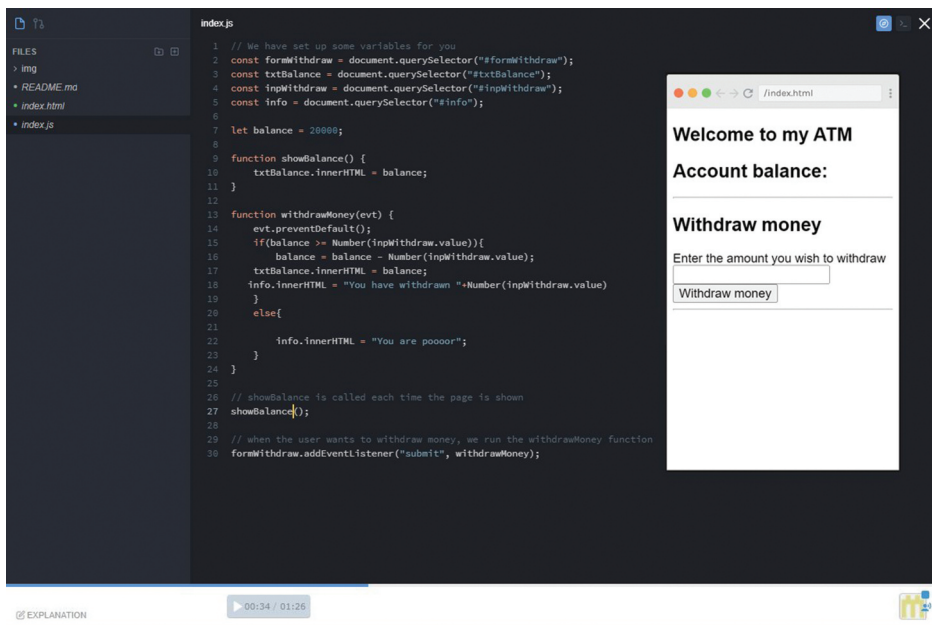 index.js
FILES
img
README.md
index.html
index.js
1 // We have set up some variables for you
2 const formWithdraw = document.querySelector("#formWithdraw");
3 const txtBalance = document.querySelector("#txtBalance");
4 const inpWithdraw = document.querySelector("#inpWithdraw");
5 const info = document.querySelector("#info");
6
7 let balance = 20000;
8
9 function showBalance() {
10 txtBalance.innerHTML = balance;
11 }
12
13 function withdrawMoney(evt) {
14 evt.preventDefault();
15 if(balance >= Number(inpWithdraw.value)){
16 balance = balance - Number(inpWithdraw.value);
17 txtBalance.innerHTML = balance;
18 info.innerHTML = "You have withdrawn "+Number(inpWithdraw.value)
19 }
20 else{
21
22 info.innerHTML = "You are poooor";
23 }
24 }
25
26 // showBalance is called each time the page is shown
27 showBalance();
28
29 // when the user wants to withdraw money, we run the withdrawMoney function
30 formWithdraw.addEventListener("submit", withdrawMoney);
/index.html
Welcome to my ATM
Account balance:
Withdraw money
Enter the amount you wish to withdraw
Withdraw money
EXPLANATION
00:34 / 01:26